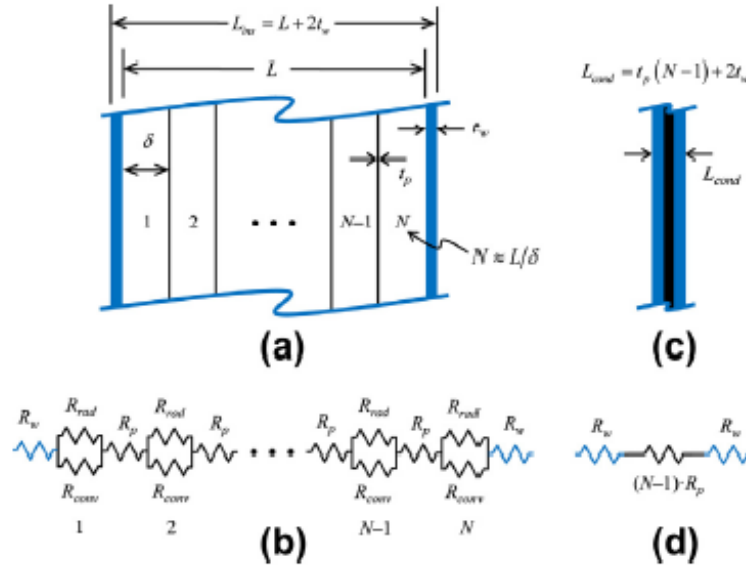 L_ins = L + 2t_w
L
δ
t_w
t_p
1
2
• • •
N–1
N
N ≈ L/δ
(a)
L_cond = t_p (N−1) + 2t_w
L_cond
(c)
R_w
R_rad
R_p
R_rad
R_p
R_p
R_rad
R_p
R_rad
R_w
• • •
R_conv
R_conv
R_conv
R_conv
1
2
N–1
N
(b)
R_w
R_w
(N−1)·R_p
(d)